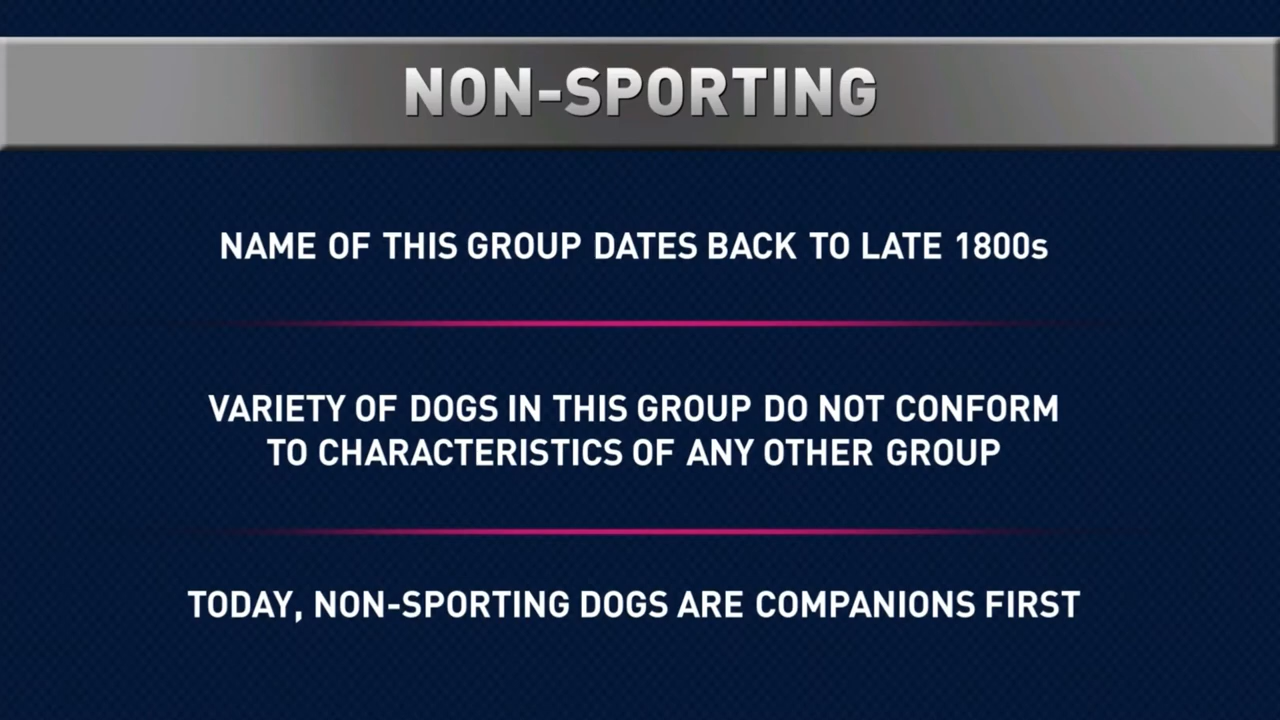 NON-SPORTING
NAME OF THIS GROUP DATES BACK TO LATE 1800s
VARIETY OF DOGS IN THIS GROUP DO NOT CONFORM
TO CHARACTERISTICS OF ANY OTHER GROUP
TODAY, NON-SPORTING DOGS ARE COMPANIONS FIRST